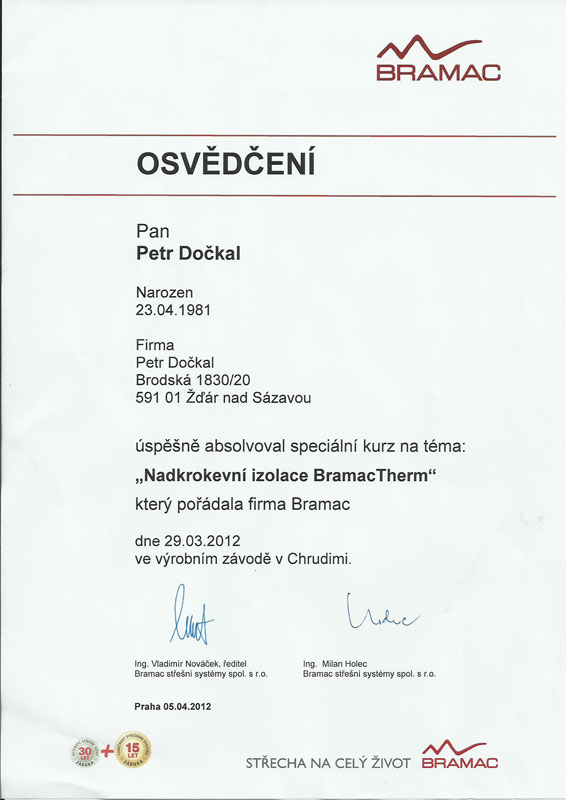 BRAMAC
OSVĚDČENÍ
Pan
Petr Dočkal
Narozen
23.04.1981
Firma
Petr Dočkal
Brodská 1830/20
591 01 Žďár nad Sázavou
úspěšně absolvoval speciální kurz na téma:
„Nadkrokevní izolace BramacTherm“
který pořádala firma Bramac
dne 29.03.2012
ve výrobním závodě v Chrudimi.
Ing. Vladimír Nováček, ředitel
Bramac střešní systémy spol. s r.o.
Ing. Milan Holec
Bramac střešní systémy spol. s r.o.
Praha 05.04.2012
30
LET
ZÁRUKA
+
15
LET
ZÁRUKA
STŘECHA NA CELÝ ŽIVOT BRAMAC